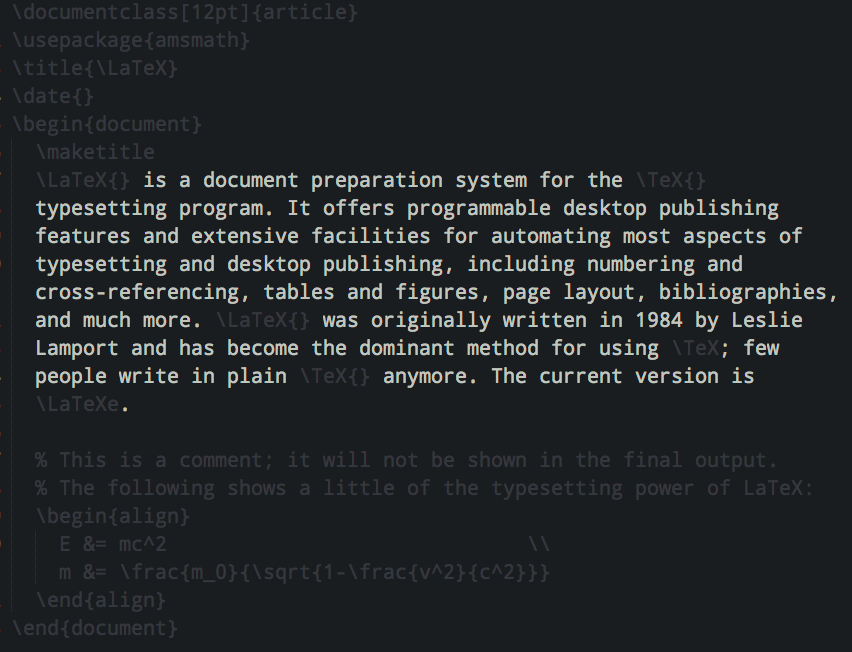 \documentclass[12pt]{article}
\usepackage{amsmath}
\title{\LaTeX}
\date{}
\begin{document}
\maketitle
\LaTeX{} is a document preparation system for the \TeX{}
typesetting program. It offers programmable desktop publishing
features and extensive facilities for automating most aspects of
typesetting and desktop publishing, including numbering and
cross-referencing, tables and figures, page layout, bibliographies,
and much more. \LaTeX{} was originally written in 1984 by Leslie
Lamport and has become the dominant method for using \TeX; few
people write in plain \TeX{} anymore. The current version is
\LaTeXe.
% This is a comment; it will not be shown in the final output.
% The following shows a little of the typesetting power of LaTeX:
\begin{align}
E &= mc^2 \\
m &= \frac{m_0}{\sqrt{1-\frac{v^2}{c^2}}}
\end{align}
\end{document}